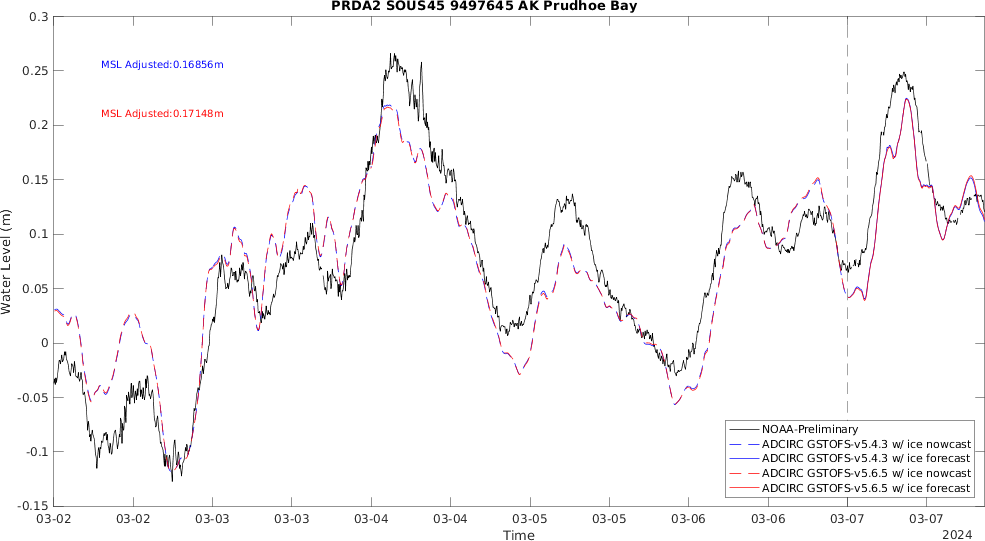 PRDA2 SOUS45 9497645 AK Prudhoe Bay
0.3
0.25
0.2
0.15
0.1
0.05
0
-0.05
-0.1
-0.15
Water Level (m)
MSL Adjusted:0.16856m
MSL Adjusted:0.17148m
NOAA-Preliminary
ADCIRC GSTOFS-v5.4.3 w/ ice nowcast
ADCIRC GSTOFS-v5.4.3 w/ ice forecast
ADCIRC GSTOFS-v5.6.5 w/ ice nowcast
ADCIRC GSTOFS-v5.6.5 w/ ice forecast
03-02 03-02 03-03 03-03 03-04 03-04 03-05 03-05 03-06 03-06 03-07 03-07
Time
2024